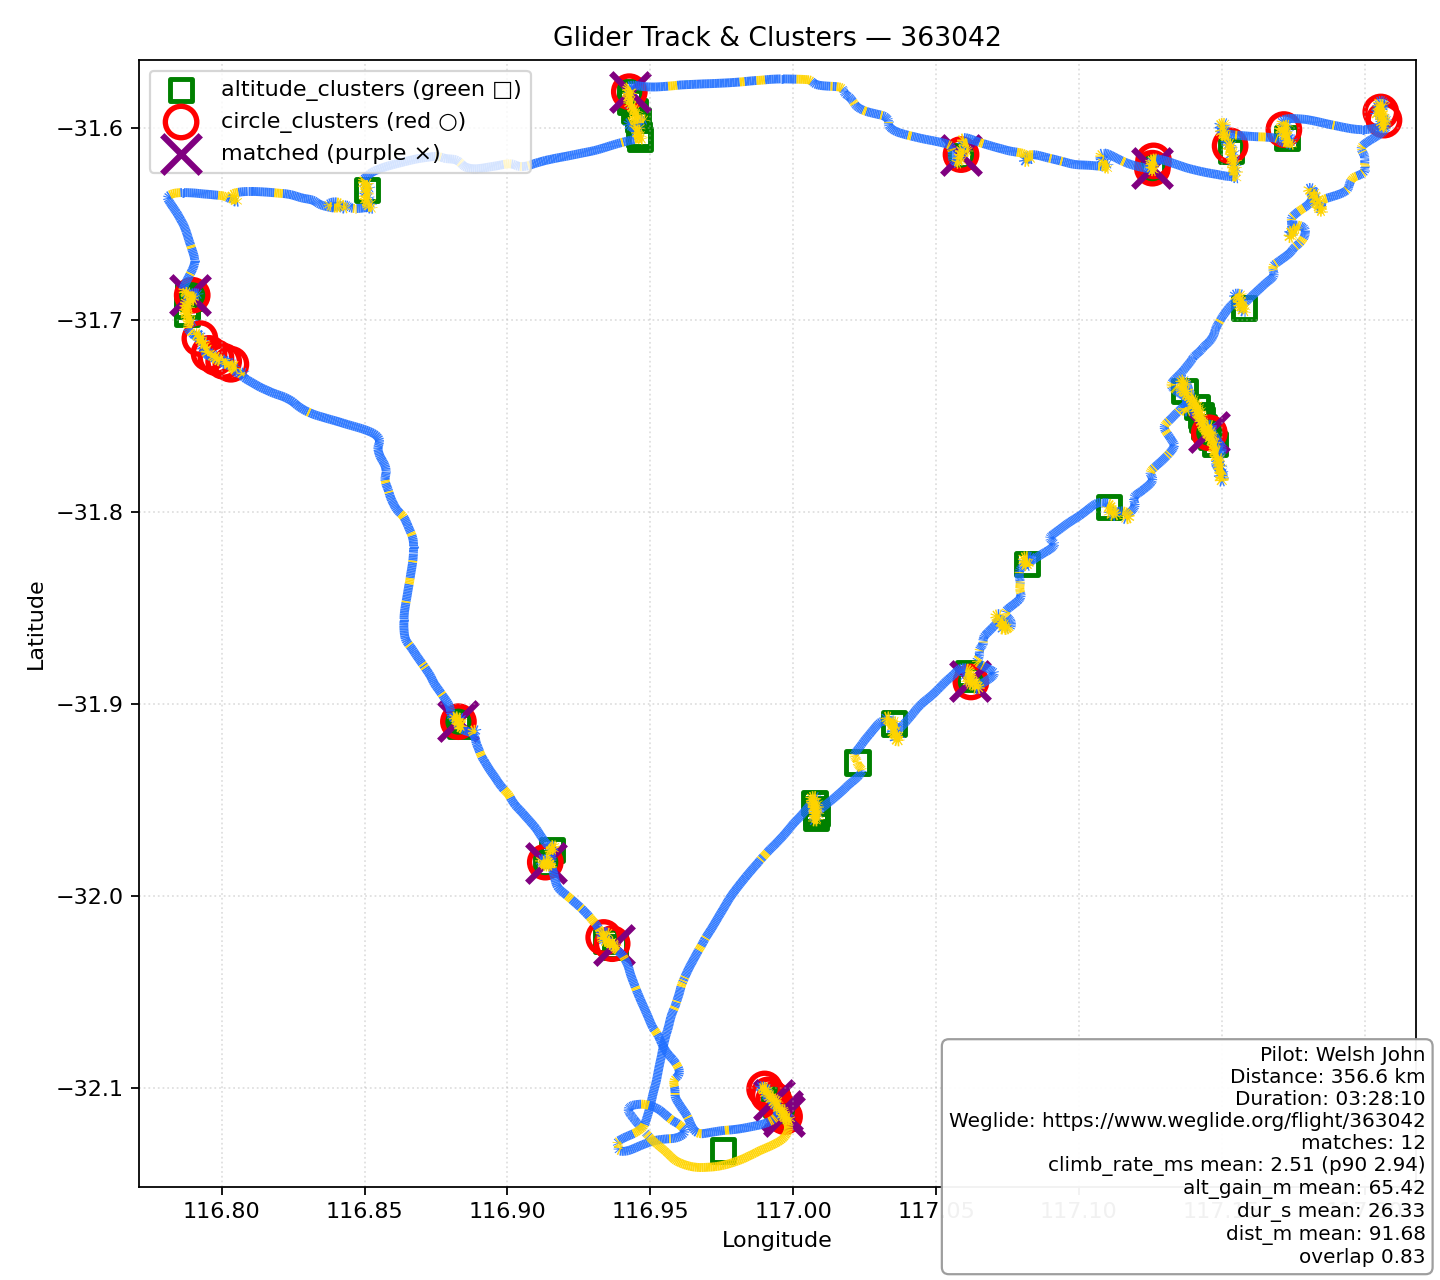 Glider Track & Clusters — 363042
altitude_clusters (green □)
circle_clusters (red ○)
matched (purple ×)
−31.6
−31.7
−31.8
−31.9
−32.0
−32.1
Latitude
116.80
116.85
116.90
116.95
117.00
117.05
117.10
Longitude
Pilot: Welsh John
Distance: 356.6 km
Duration: 03:28:10
Weglide: https://www.weglide.org/flight/363042
matches: 12
climb_rate_ms mean: 2.51 (p90 2.94)
alt_gain_m mean: 65.42
dur_s mean: 26.33
dist_m mean: 91.68
overlap 0.83